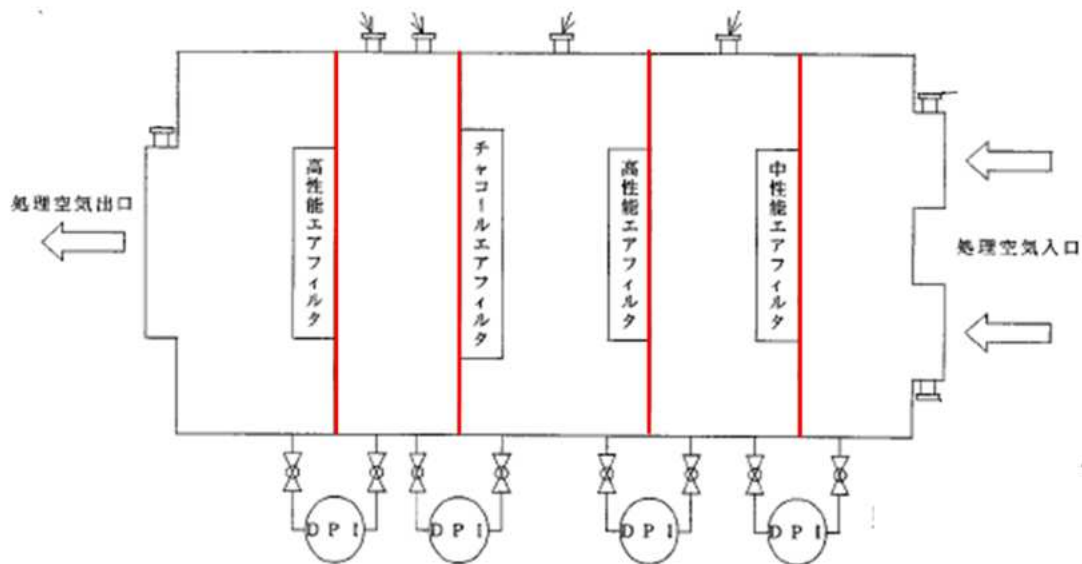 処理空気出口
高性能エアフィルタ
チャコールエアフィルタ
高性能エアフィルタ
中性能エアフィルタ
処理空気入口
DPI
DPI
DPI
DPI